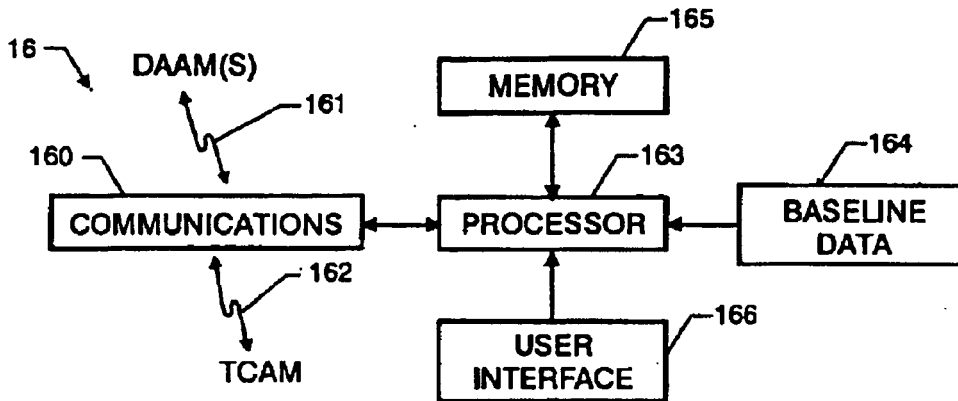 16
DAAM(S)
161
160
COMMUNICATIONS
162
TCAM
165
MEMORY
163
PROCESSOR
164
BASELINE
DATA
166
USER
INTERFACE